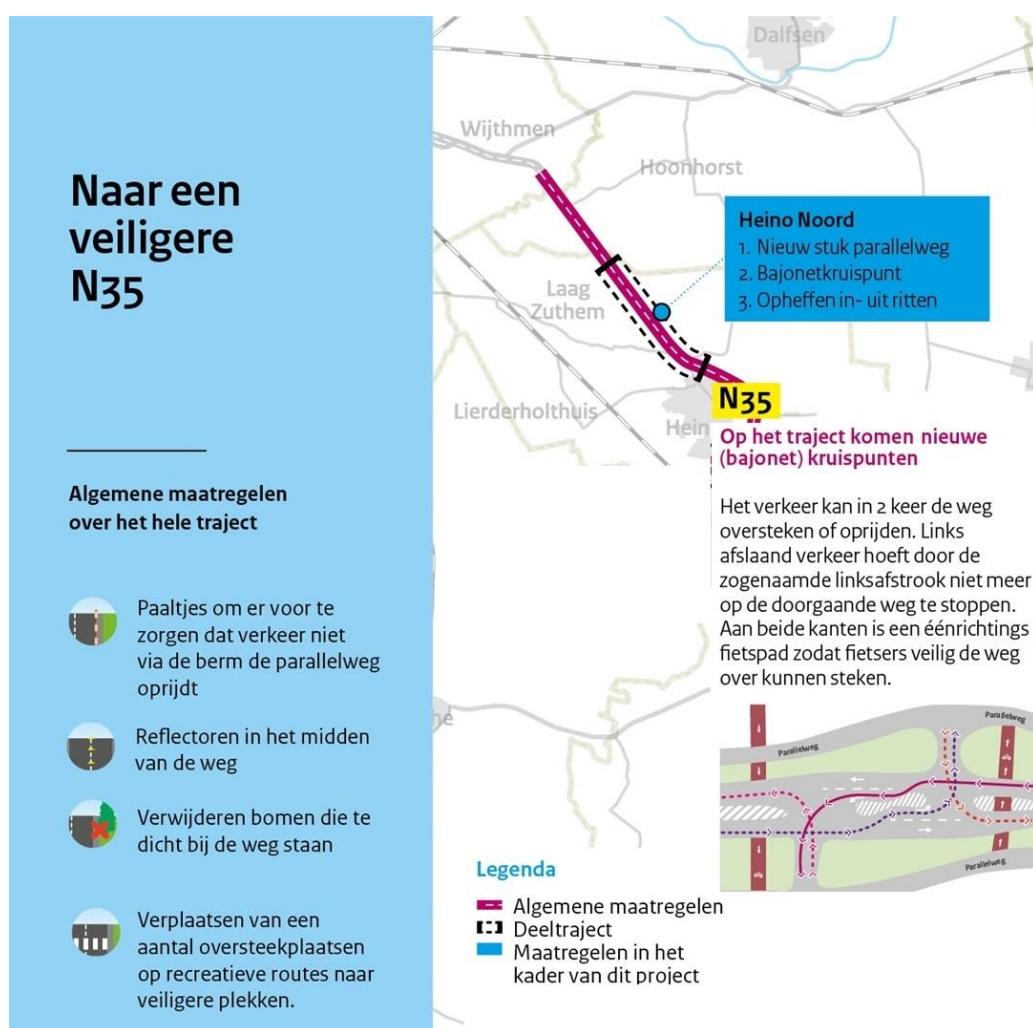 Naar een
veiligere
N35
Algemene maatregelen
over het hele traject
Paaltjes om er voor te
zorgen dat verkeer niet
via de berm de parallelweg
oprijdt
Reflectoren in het midden
van de weg
Verwijderen bomen die te
dicht bij de weg staan
Verplaatsen van een
aantal oversteekplaatsen
op recreatieve routes naar
veiligere plekken.
Dalfsen
Wijthmen
Hoonhorst
Heino Noord
1. Nieuw stuk parallelweg
2. Bajonetkruispunt
3. Opheffen in- uit ritten
Laag
Zuthem
Lierderholthuis
Hein
N35
Op het traject komen nieuwe
(bajonet) kruispunten
Het verkeer kan in 2 keer de weg
oversteken of oprijden. Links
afslaand verkeer hoeft door de
zogenaamde linksafstrook niet meer
op de doorgaande weg te stoppen.
Aan beide kanten is een éénrichtings
fietspad zodat fietsers veilig de weg
over kunnen steken.
ne
Parallelweg
Parallelweg
Parallelweg
Legenda
Algemene maatregelen
Deeltraject
Maatregelen in het
kader van dit project